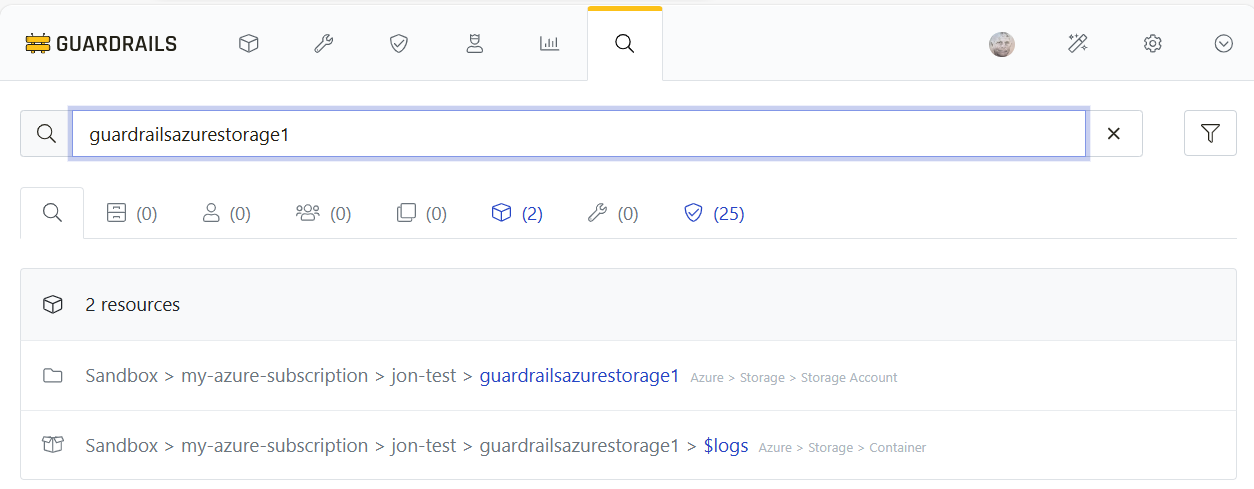 GUARDRAILS
guardrailsazurestorage1
(0) (0) (0) (0) (2) (0) (25)
2 resources
Sandbox > my-azure-subscription > jon-test > guardrailsazurestorage1 Azure > Storage > Storage Account
Sandbox > my-azure-subscription > jon-test > guardrailsazurestorage1 > $logs Azure > Storage > Container